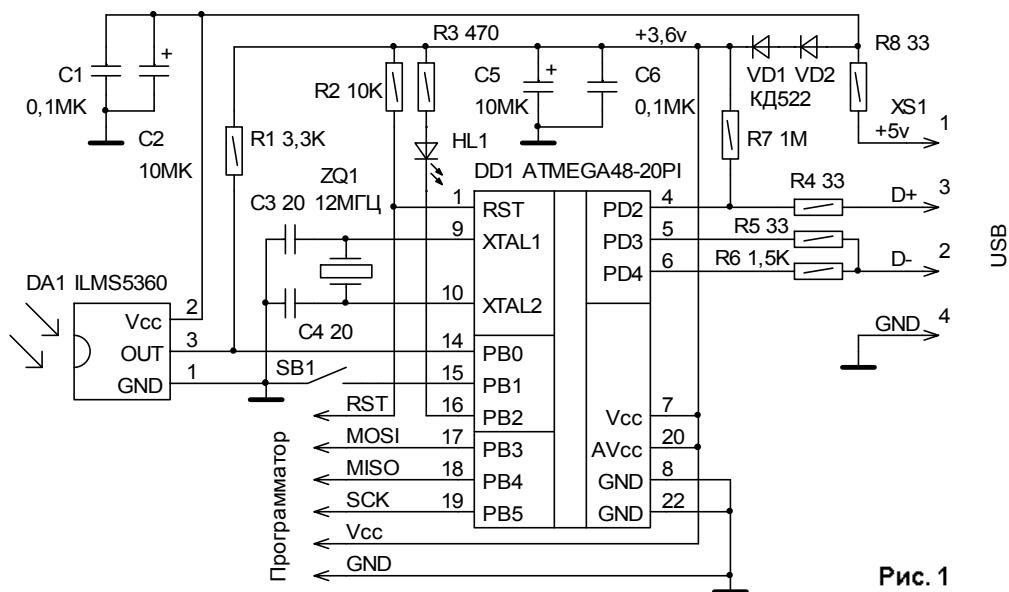 R3 470
+3,6v
R8 33
C1
0,1МК
+
C2
10МК
R1 3,3К
R2 10К
HL1
C5
10МК
+
C6
0,1МК
VD1 VD2
КД522
R7 1М
XS1
1
+5v
ZQ1
12МГЦ
C3 20
C4 20
DD1 ATMEGA48-20PI
1 RST
9 XTAL1
10 XTAL2
14 PB0
15 PB1
16 PB2
17 PB3
18 PB4
19 PB5
PD2 4
PD3 5
PD4 6
Vcc 7
AVcc 20
GND 8
GND 22
R4 33
D+ 3
R5 33
R6 1,5К
D- 2
GND 4
USB
DA1 ILMS5360
Vcc 2
OUT 3
GND 1
SB1
RST
MOSI
MISO
SCK
Vcc
GND
Программатор
Рис. 1